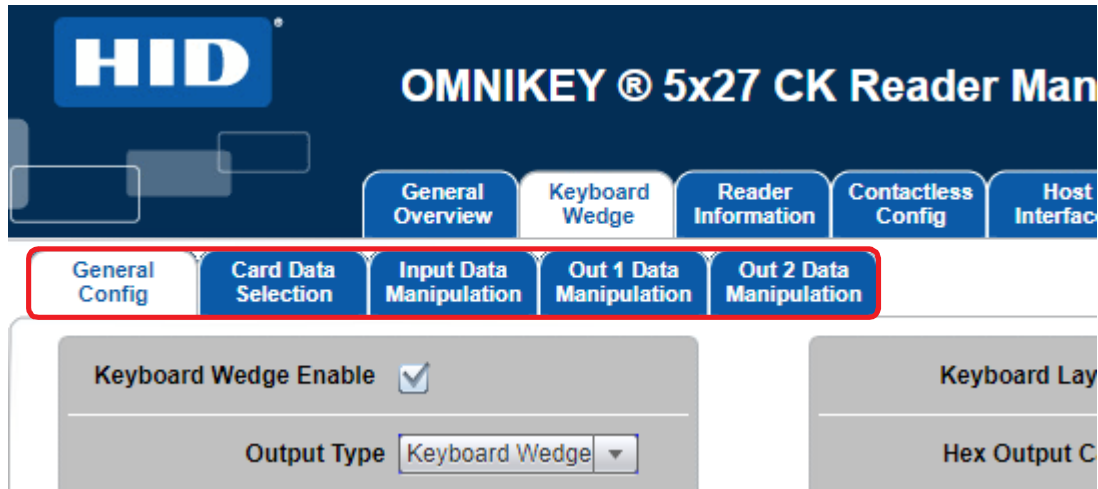 HID®
OMNIKEY ® 5x27 CK Reader Man
General
Overview
Keyboard
Wedge
Reader
Information
Contactless
Config
Host
Interfac
General
Config
Card Data
Selection
Input Data
Manipulation
Out 1 Data
Manipulation
Out 2 Data
Manipulation
Keyboard Wedge Enable
Keyboard Lay
Output Type Keyboard Wedge
Hex Output C